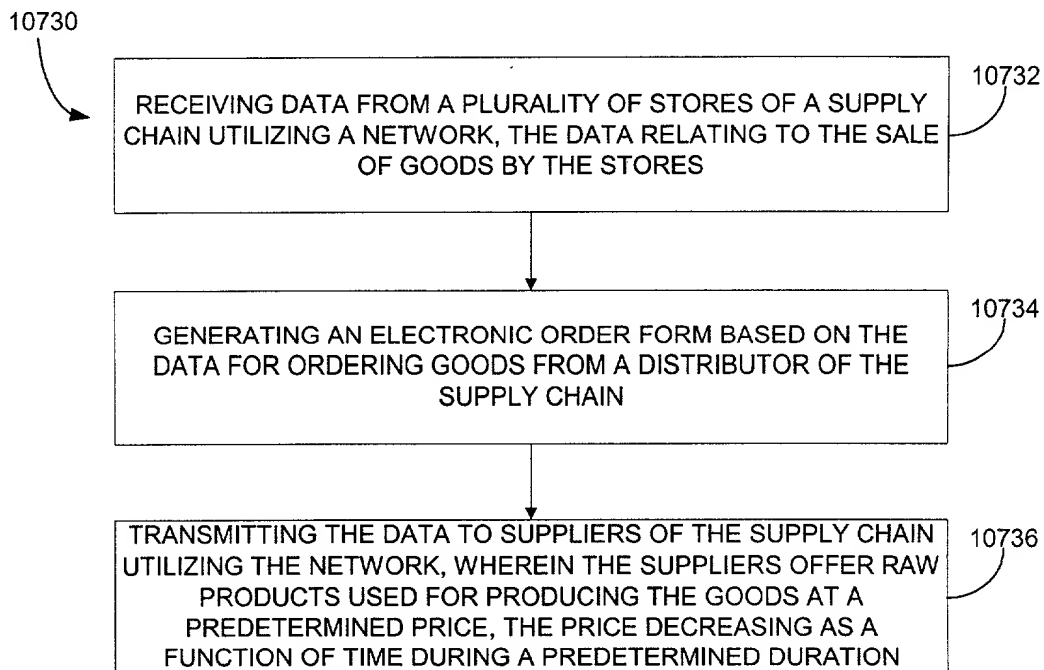 10730
10732
RECEIVING DATA FROM A PLURALITY OF STORES OF A SUPPLY
CHAIN UTILIZING A NETWORK, THE DATA RELATING TO THE SALE
OF GOODS BY THE STORES
10734
GENERATING AN ELECTRONIC ORDER FORM BASED ON THE
DATA FOR ORDERING GOODS FROM A DISTRIBUTOR OF THE
SUPPLY CHAIN
10736
TRANSMITTING THE DATA TO SUPPLIERS OF THE SUPPLY CHAIN
UTILIZING THE NETWORK, WHEREIN THE SUPPLIERS OFFER RAW
PRODUCTS USED FOR PRODUCING THE GOODS AT A
PREDETERMINED PRICE, THE PRICE DECREASING AS A
FUNCTION OF TIME DURING A PREDETERMINED DURATION